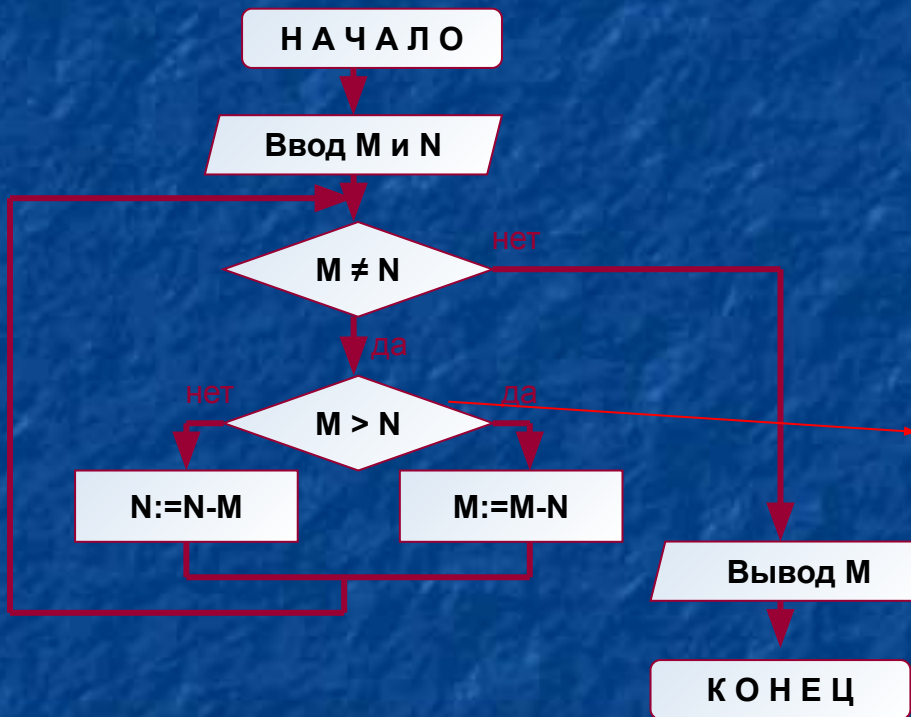 Н А Ч А Л О
Ввод M и N
M ≠ N
нет
да
нет
да
M > N
N:=N-M
M:=M-N
Вывод M
К О Н Е Ц